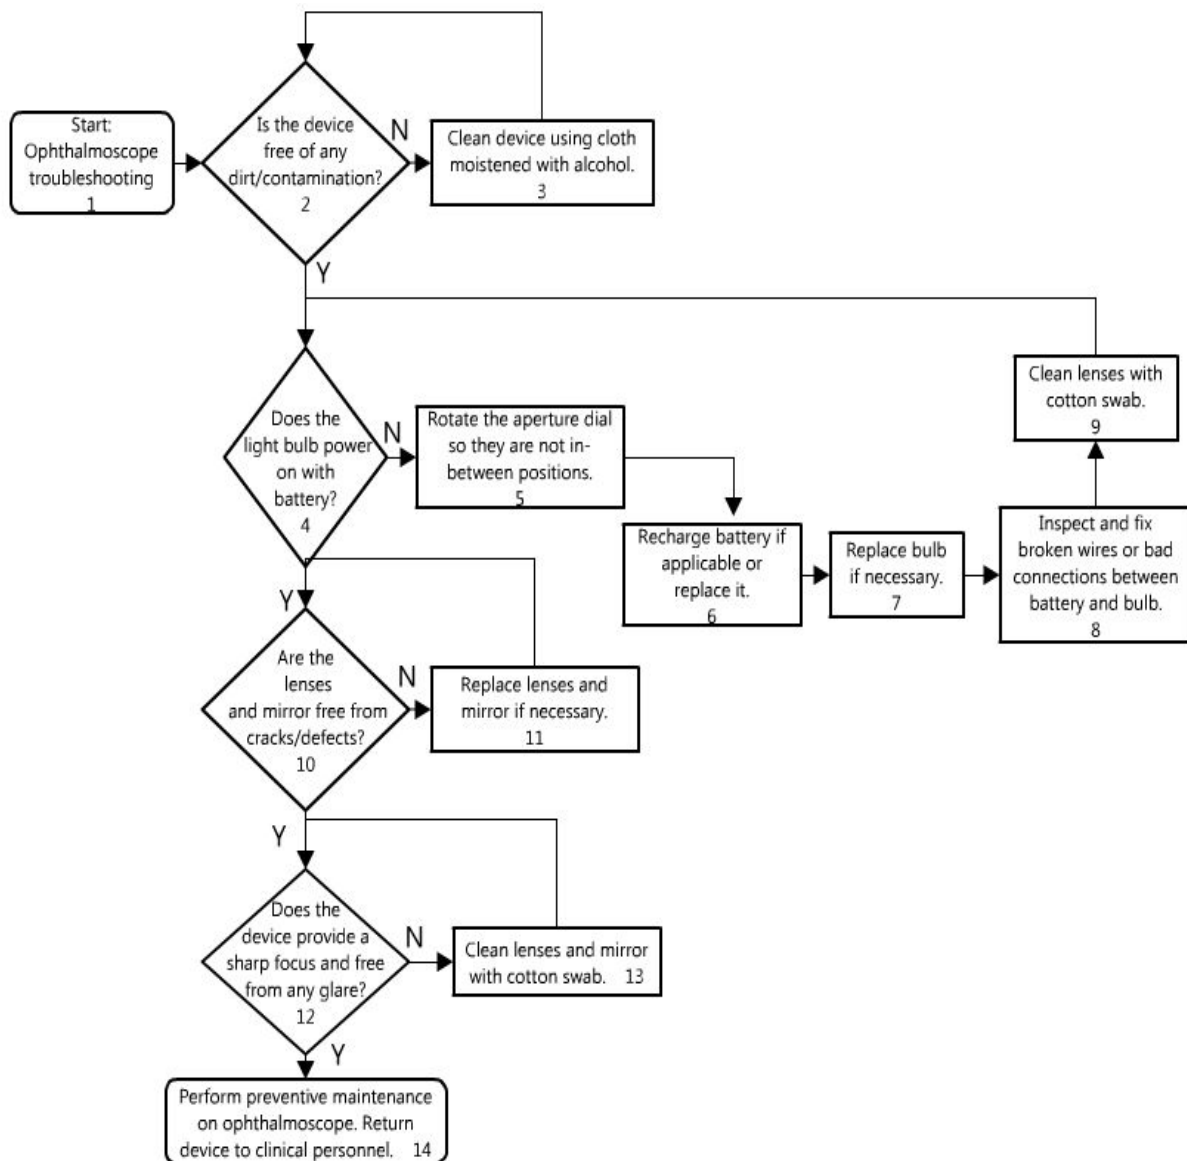 Start:
Ophthalmoscope
troubleshooting
1
Is the device
free of any
dirt/contamination?
2
N
Clean device using cloth
moistened with alcohol.
3
Y
Does the
light bulb power
on with
battery?
4
N
Rotate the aperture dial
so they are not in-
between positions.
5
Recharge battery if
applicable or
replace it.
6
Replace bulb
if necessary.
7
Inspect and fix
broken wires or bad
connections between
battery and bulb.
8
Clean lenses with
cotton swab.
9
Y
Are the
lenses
and mirror free from
cracks/defects?
10
N
Replace lenses and
mirror if necessary.
11
Y
Does the
device provide a
sharp focus and free
from any glare?
12
N
Clean lenses and mirror
with cotton swab. 13
Y
Perform preventive maintenance
on ophthalmoscope. Return
device to clinical personnel. 14